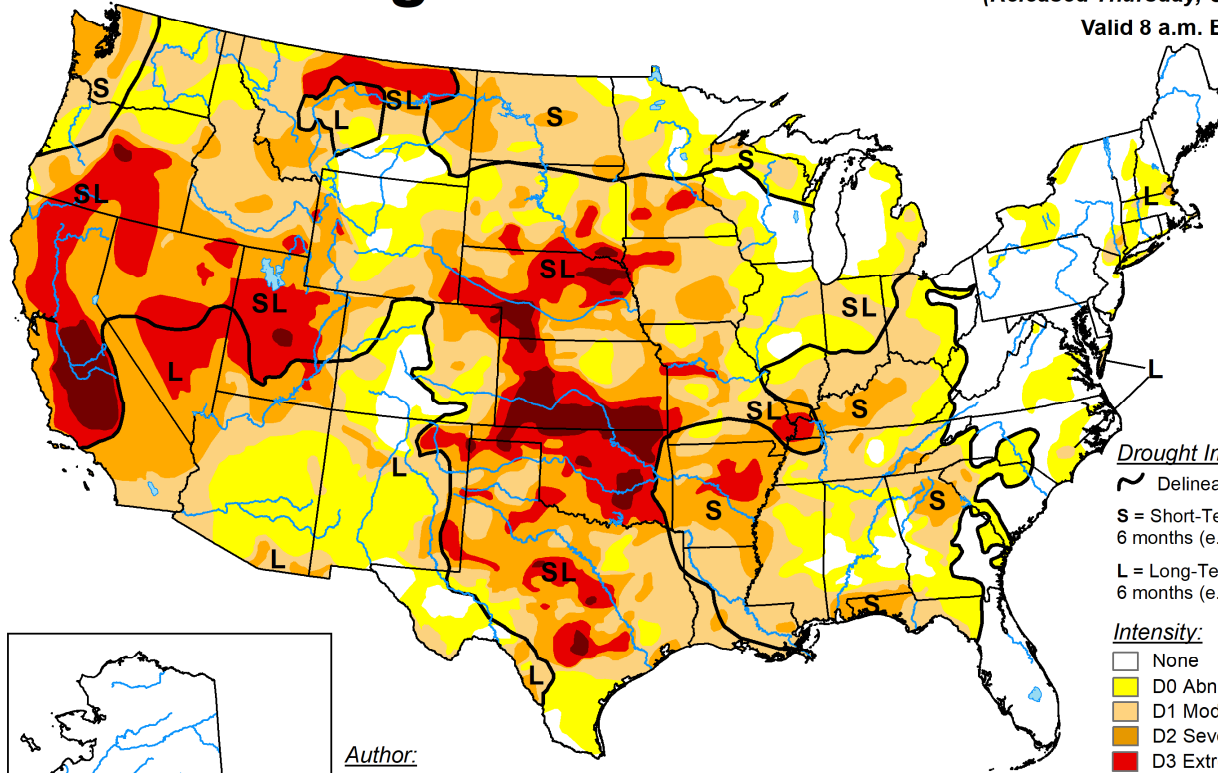 Valid 8 a.m. E
S
SL
L
S
S
SL
L
SL
SL
SL
L
L
SL
S
L
S
S
L
SL
S
L
L
Drought In
Delinea
S = Short-Te
6 months (e.
L = Long-Te
6 months (e.
Intensity:
None
D0 Abn
D1 Mod
D2 Seve
D3 Extr
Author: